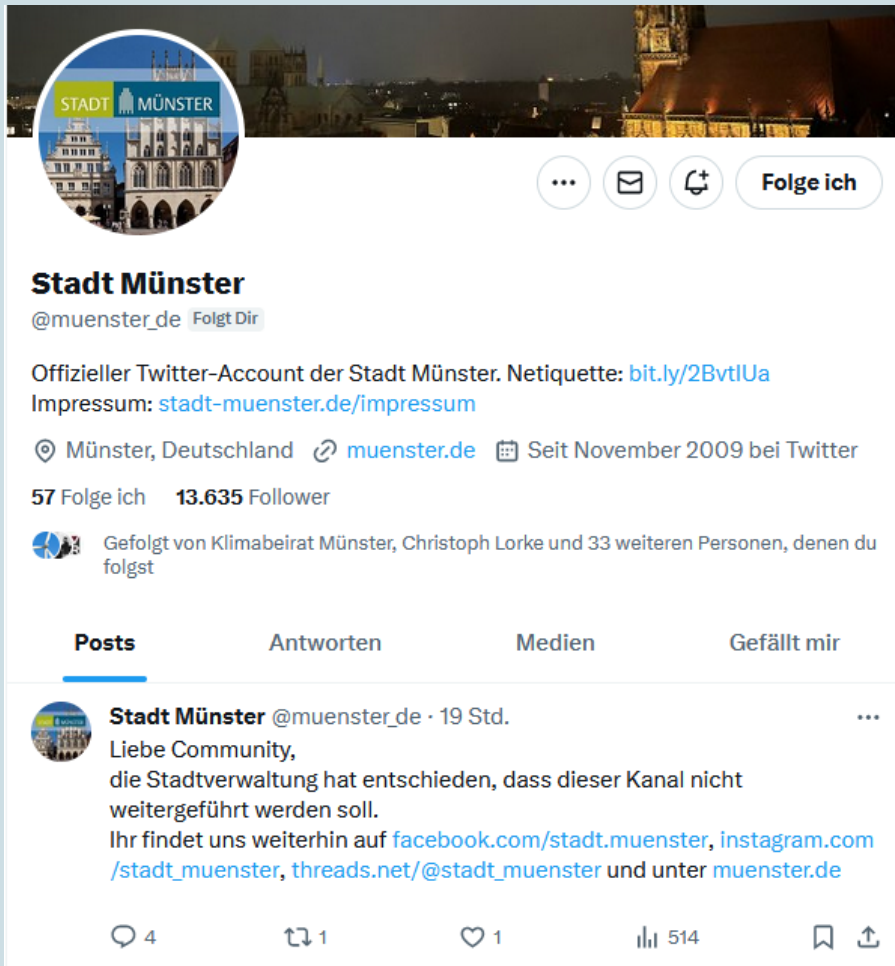 STADT MÜNSTER
Folge ich
Stadt Münster
@muenster_de Folgt Dir
Offizieller Twitter-Account der Stadt Münster. Netiquette: bit.ly/2BvtlUa
Impressum: stadt-muenster.de/impressum
Münster, Deutschland muenster.de Seit November 2009 bei Twitter
57 Folge ich 13.635 Follower
Gefolgt von Klimabeirat Münster, Christoph Lorke und 33 weiteren Personen, denen du
folgst
Posts Antworten Medien Gefällt mir
Stadt Münster @muenster_de · 19 Std.
Liebe Community,
die Stadtverwaltung hat entschieden, dass dieser Kanal nicht
weitergeführt werden soll.
Ihr findet uns weiterhin auf facebook.com/stadt.muenster, instagram.com
/stadt_muenster, threads.net/@stadt_muenster und unter muenster.de
4 1 1 514